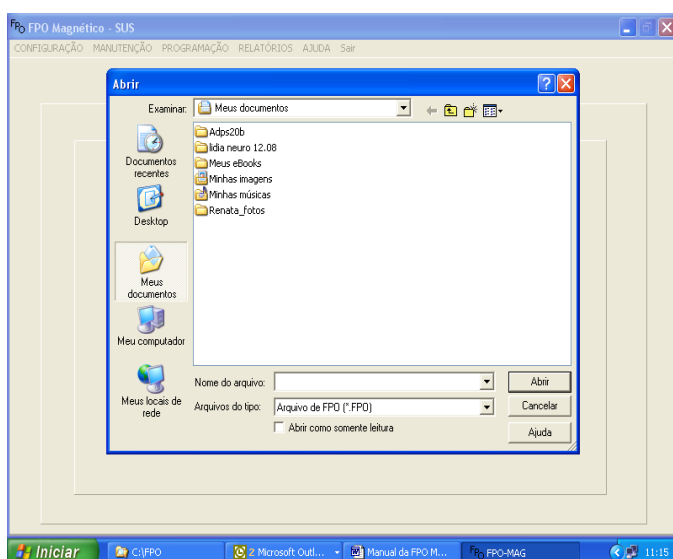 FPO FPO Magnético - SUS
CONFIGURAÇÃO MANUTENÇÃO PROGRAMAÇÃO RELATÓRIOS AJUDA Sair
Abrir
Examinar: Meus documentos
Documentos recentes
Desktop
Meus documentos
Meu computador
Meus locais de rede
Adps20b
lidia neuro 12.08
Meus eBooks
Minhas imagens
Minhas músicas
Renata_fotos
Nome do arquivo: Abrir
Arquivos do tipo: Arquivo de FPO (*.FPO) Cancelar
Abrir como somente leitura
Ajuda
Iniciar C:\FPO 2 Microsoft Outl... Manual da FPO M... FPO FPO-MAG 11:15